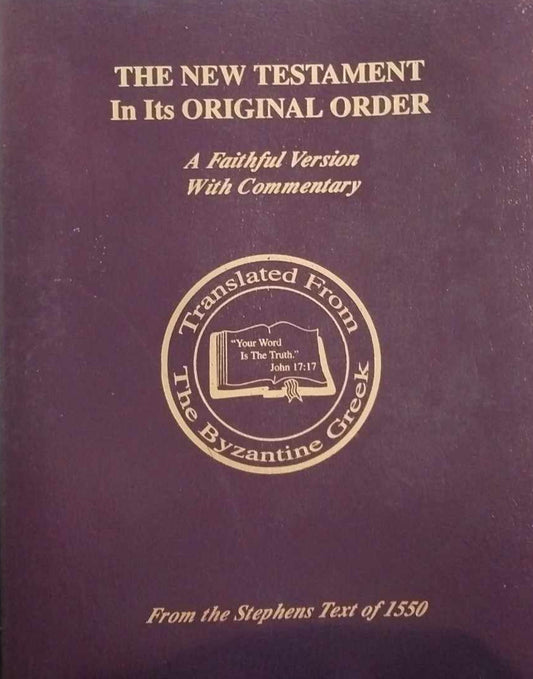 THE NEW TESTAMENT
In Its ORIGINAL ORDER
A Faithful Version
With Commentary
Translated From
"Your Word
Is The Truth."
John 17:17
The Byzantine Greek
From the Stephens Text of 1550